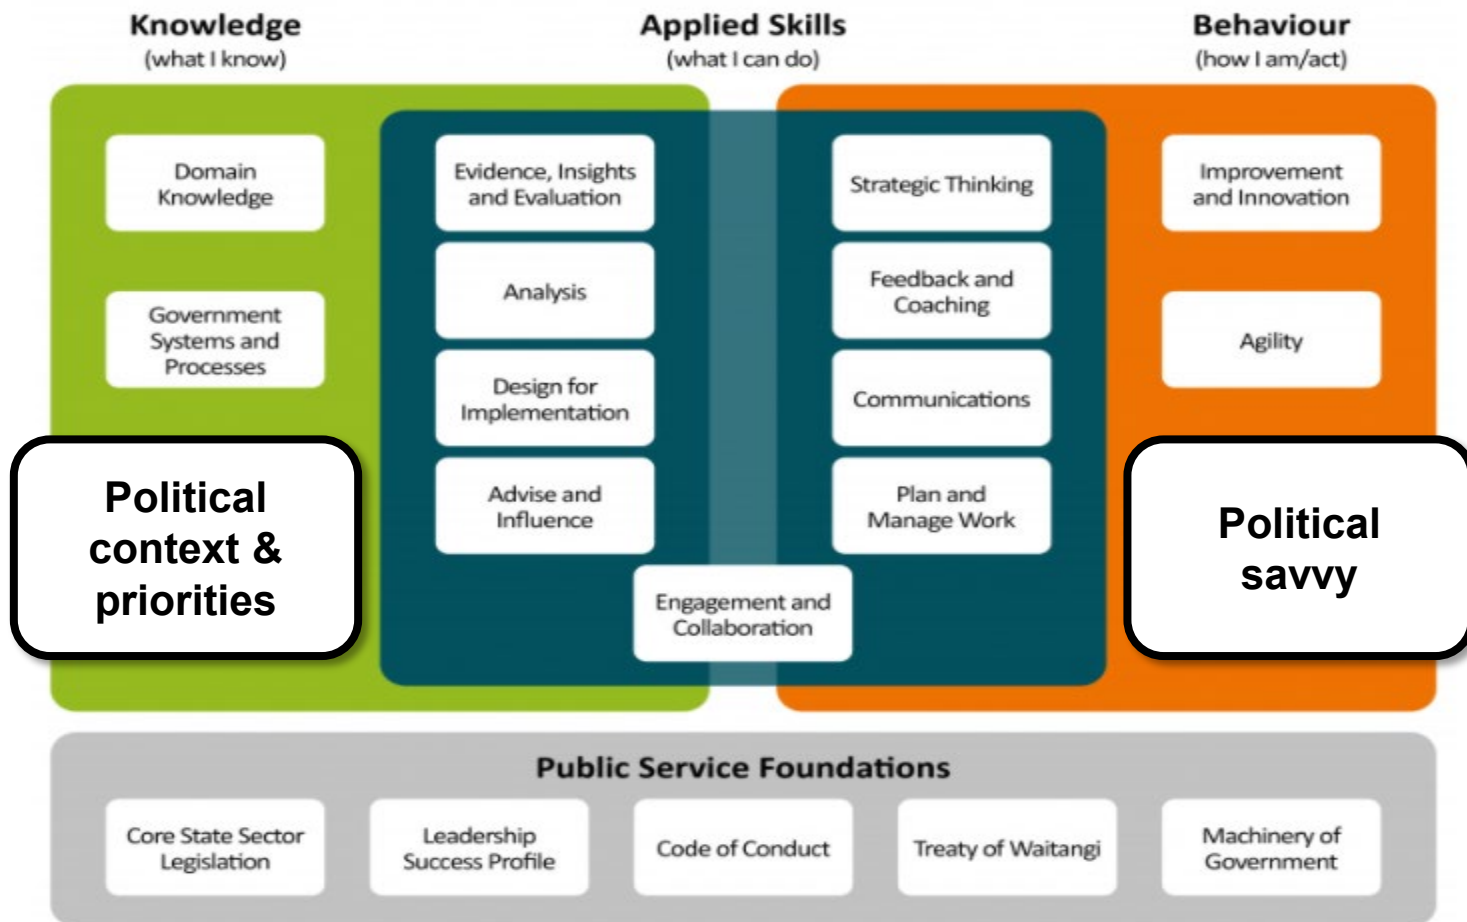 Knowledge
(what I know)
Applied Skills
(what I can do)
Behaviour
(how I am/act)
Domain
Knowledge
Government
Systems and
Processes
Political
context &
priorities
Evidence, Insights
and Evaluation
Analysis
Design for
Implementation
Advise and
Influence
Strategic Thinking
Feedback and
Coaching
Communications
Plan and
Manage Work
Engagement and
Collaboration
Improvement
and Innovation
Agility
Political
savvy
Public Service Foundations
Core State Sector
Legislation
Leadership
Success Profile
Code of Conduct
Treaty of Waitangi
Machinery of
Government